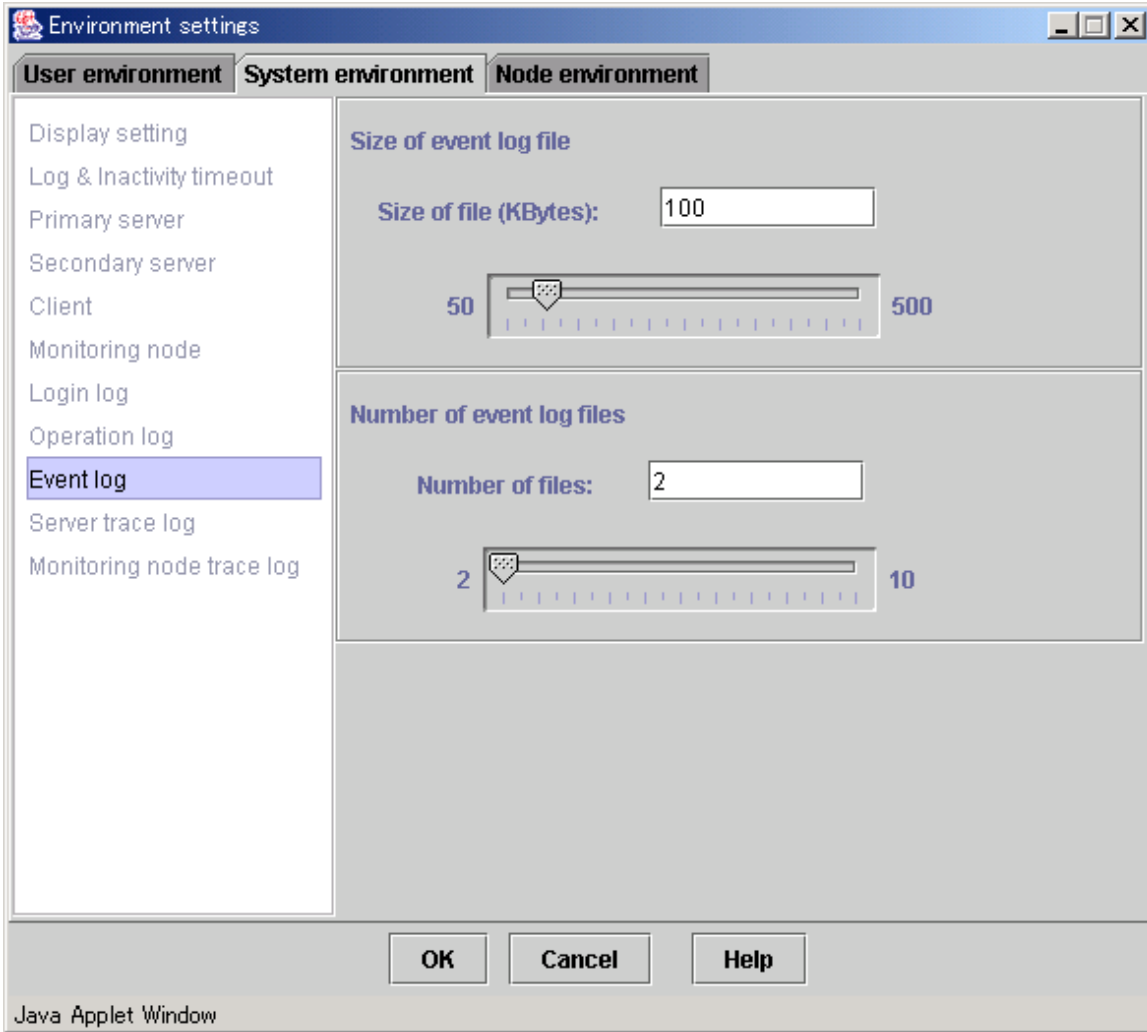 Environment settings
User environment System environment Node environment
Display setting
Log & Inactivity timeout
Primary server
Secondary server
Client
Monitoring node
Login log
Operation log
Event log
Server trace log
Monitoring node trace log
Size of event log file
Size of file (KBytes): 100
50 500
Number of event log files
Number of files: 2
2 10
OK Cancel Help
Java Applet Window